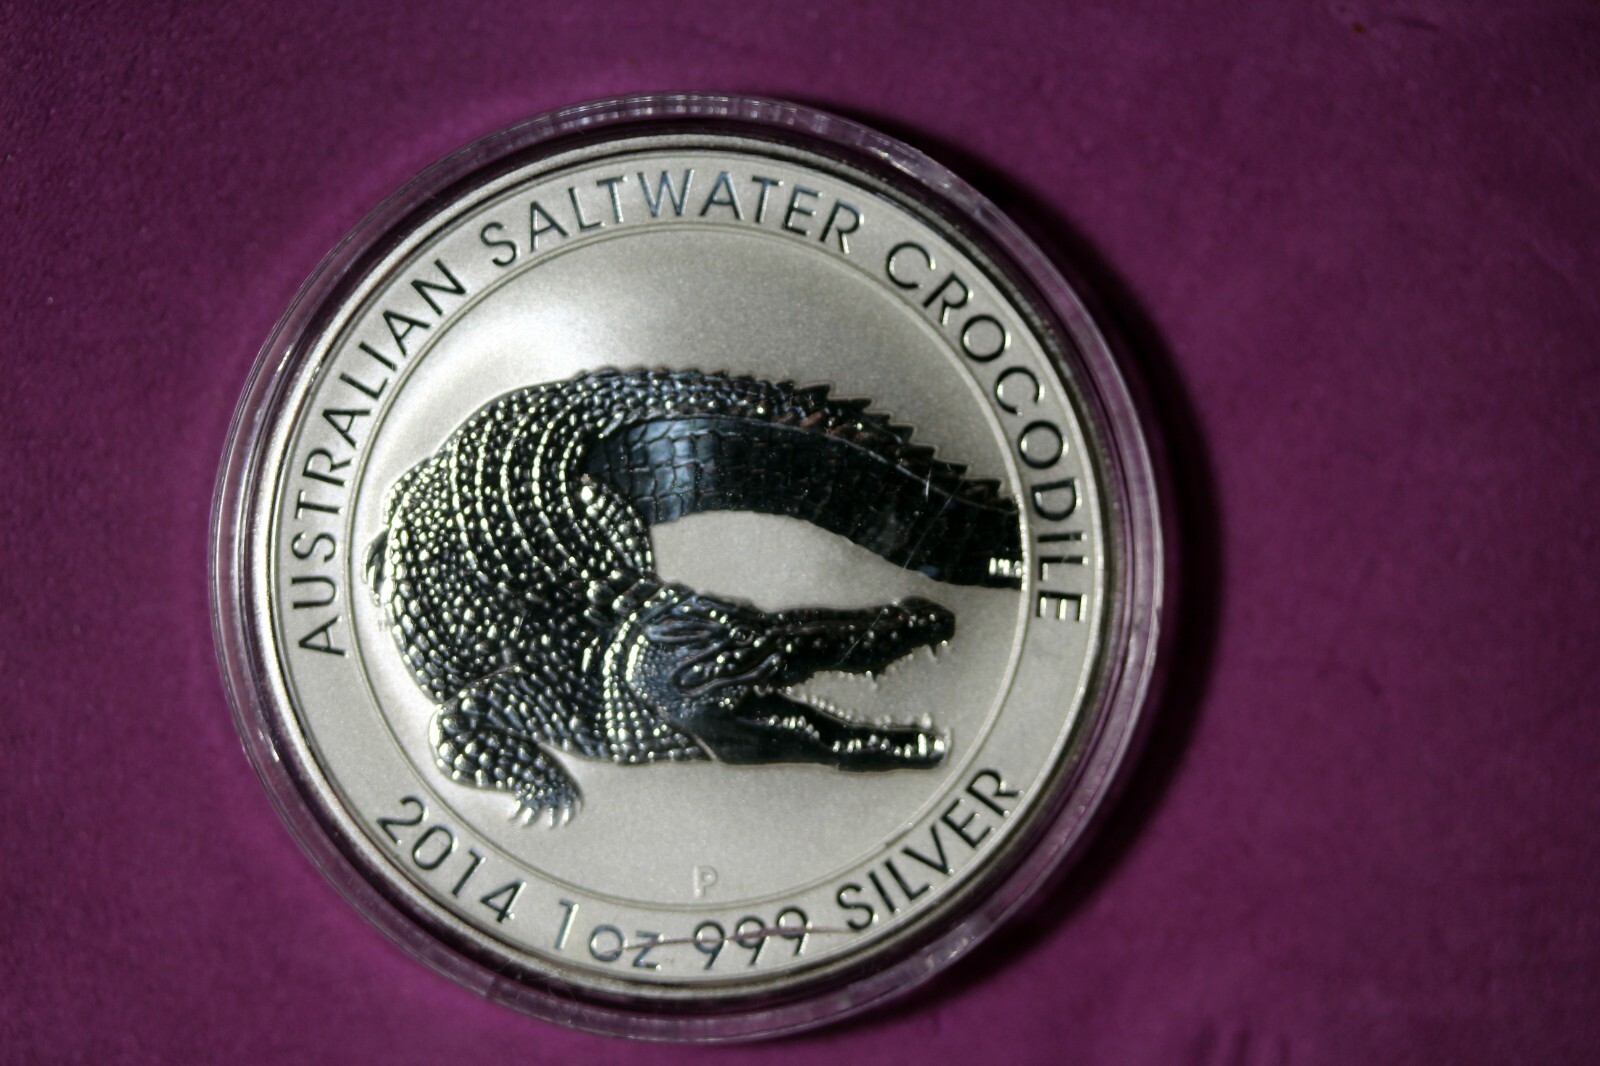 AUSTRALIAN SALTWATER CROCODILE
P
2014 1oz 999 SILVER